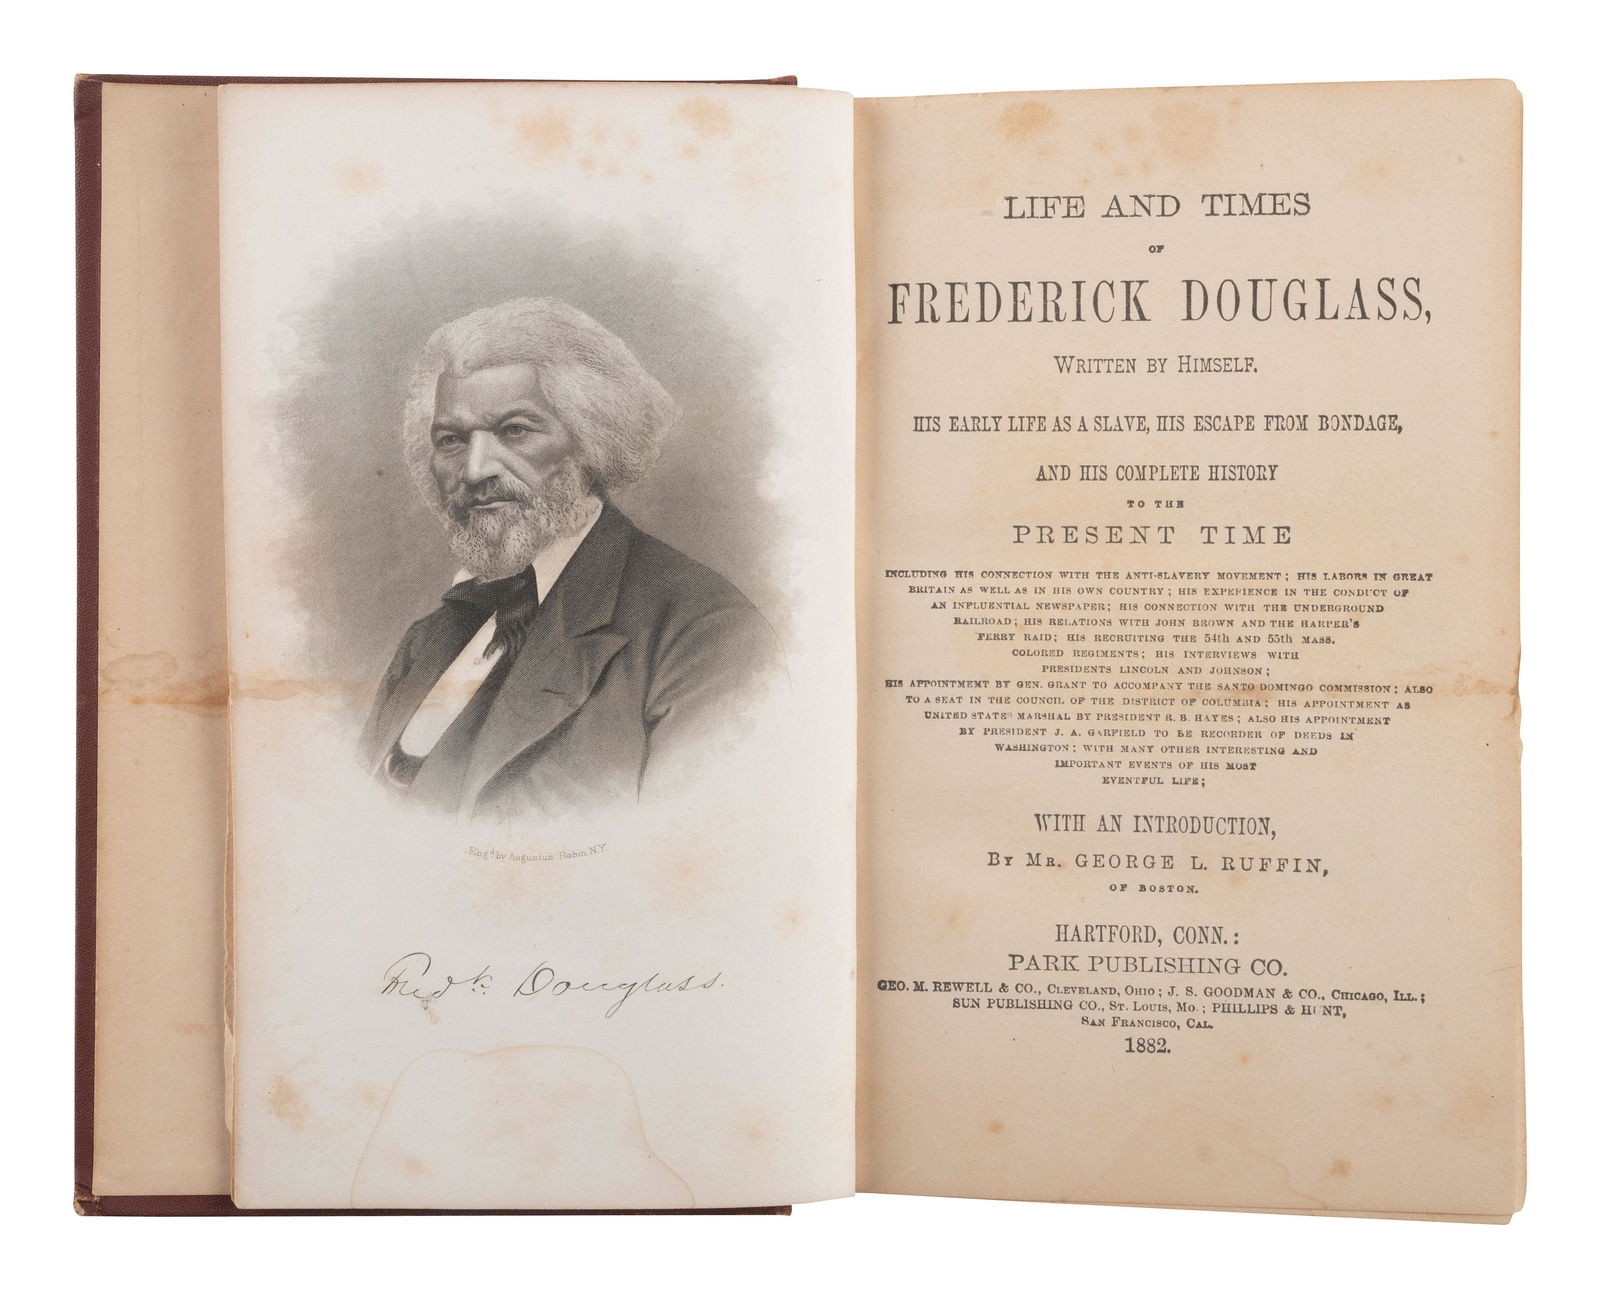 Eng.d by Augustus Robin N.Y.
Fredk. Douglass.
LIFE AND TIMES
OF
FREDERICK DOUGLASS,
WRITTEN BY HIMSELF.
HIS EARLY LIFE AS A SLAVE, HIS ESCAPE FROM BONDAGE,
AND HIS COMPLETE HISTORY
TO THE
PRESENT TIME
INCLUDING HIS CONNECTION WITH THE ANTI-SLAVERY MOVEMENT; HIS LABORS IN GREAT
BRITAIN AS WELL AS IN HIS OWN COUNTRY; HIS EXPERIENCE IN THE CONDUCT OF
AN INFLUENTIAL NEWSPAPER; HIS CONNECTION WITH THE UNDERGROUND
RAILROAD; HIS RELATIONS WITH JOHN BROWN AND THE HARPER'S
FERRY RAID; HIS RECRUITING THE 54th AND 55th MASS.
COLORED REGIMENTS; HIS INTERVIEWS WITH
PRESIDENTS LINCOLN AND JOHNSON;
HIS APPOINTMEMT BY GEN. GRANT TO ACCOMPANY THE SANTO DOMINGO COMMISSION; ALSO
TO A SEAT IN THE COUNCIL OF THE DISTRICT OF COLUMBIA; HIS APPOINTMENT AS
UNITED STATES MARSHAL BY PRESIDENT R. B. HAYES; ALSO HIS APPOINTMENT
BY PRESIDENT J. A. GARFIELD TO BE RECORDER OF DEEDS IN
WASHINGTON; WITH MANY OTHER INTERESTING AND
IMPORTANT EVENTS OF HIS MOST
EVENTFUL LIFE;
WITH AN INTRODUCTION,
BY MR. GEORGE L. RUFFIN,
OF BOSTON.
HARTFORD, CONN.:
PARK PUBLISHING CO.
GEO. M. REWELL & CO., CLEVELAND, OHIO; J. S. GOODMAN & CO., CHICAGO, ILL.;
SUN PUBLISHING CO., ST. LOUIS, MO.; PHILLIPS & HUNT,
SAN FRANCISCO, CAL.
1882.